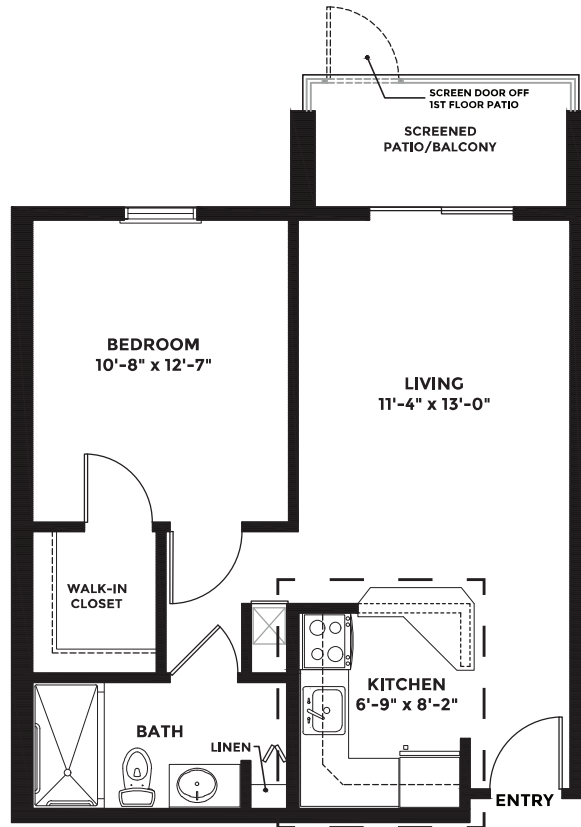 SCREEN DOOR OFF
1ST FLOOR PATIO
SCREENED
PATIO/BALCONY
BEDROOM
10'-8" x 12'-7"
LIVING
11'-4" x 13'-0"
WALK-IN
CLOSET
KITCHEN
6'-9" x 8'-2"
BATH
LINEN
ENTRY